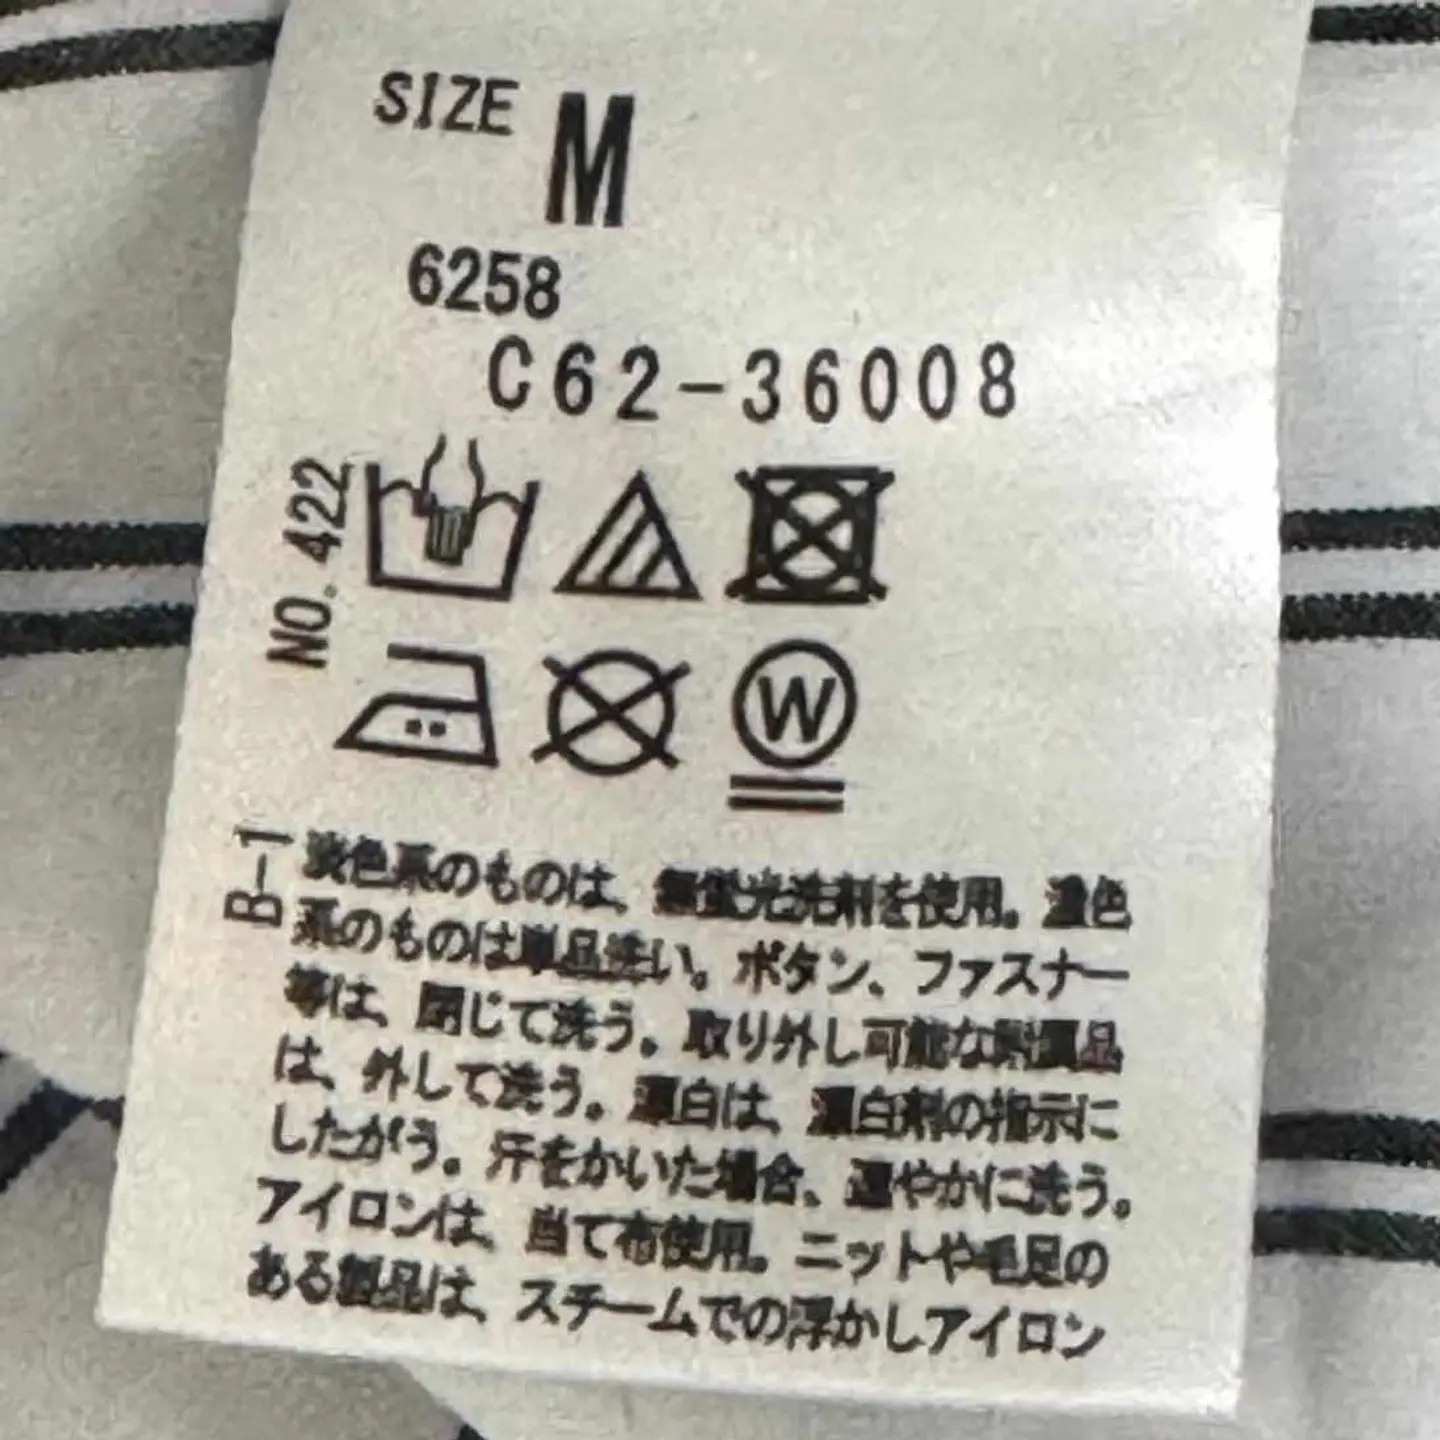 SIZE M
6258
C62-36008
NO. 422
W
B-1
淡色系のものは、無蛍光洗剤を使用。濃色
系のものは単品洗い。ボタン、ファスナー
等は、閉じて洗う。取り外し可能な附属品
は、外して洗う。漂白は、漂白剤の指示に
したがう。汗をかいた場合、速やかに洗う。
アイロンは、当て布使用。ニットや毛足の
ある製品は、スチームでの浮かしアイロン